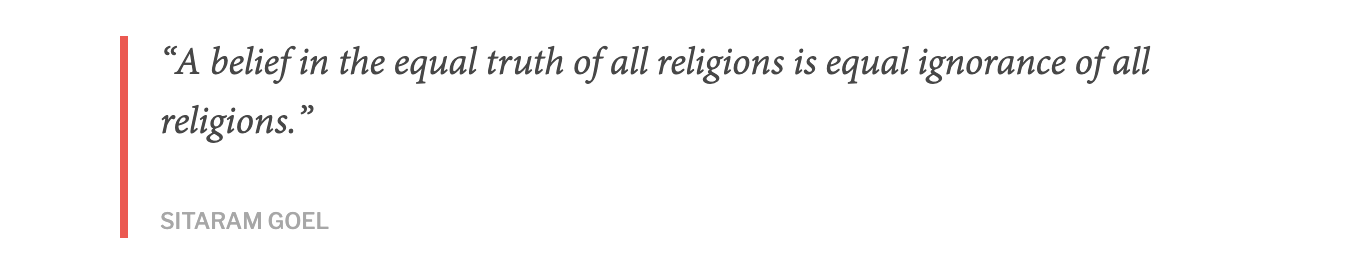 “A belief in the equal truth of all religions is equal ignorance of all
religions.”
SITARAM GOEL